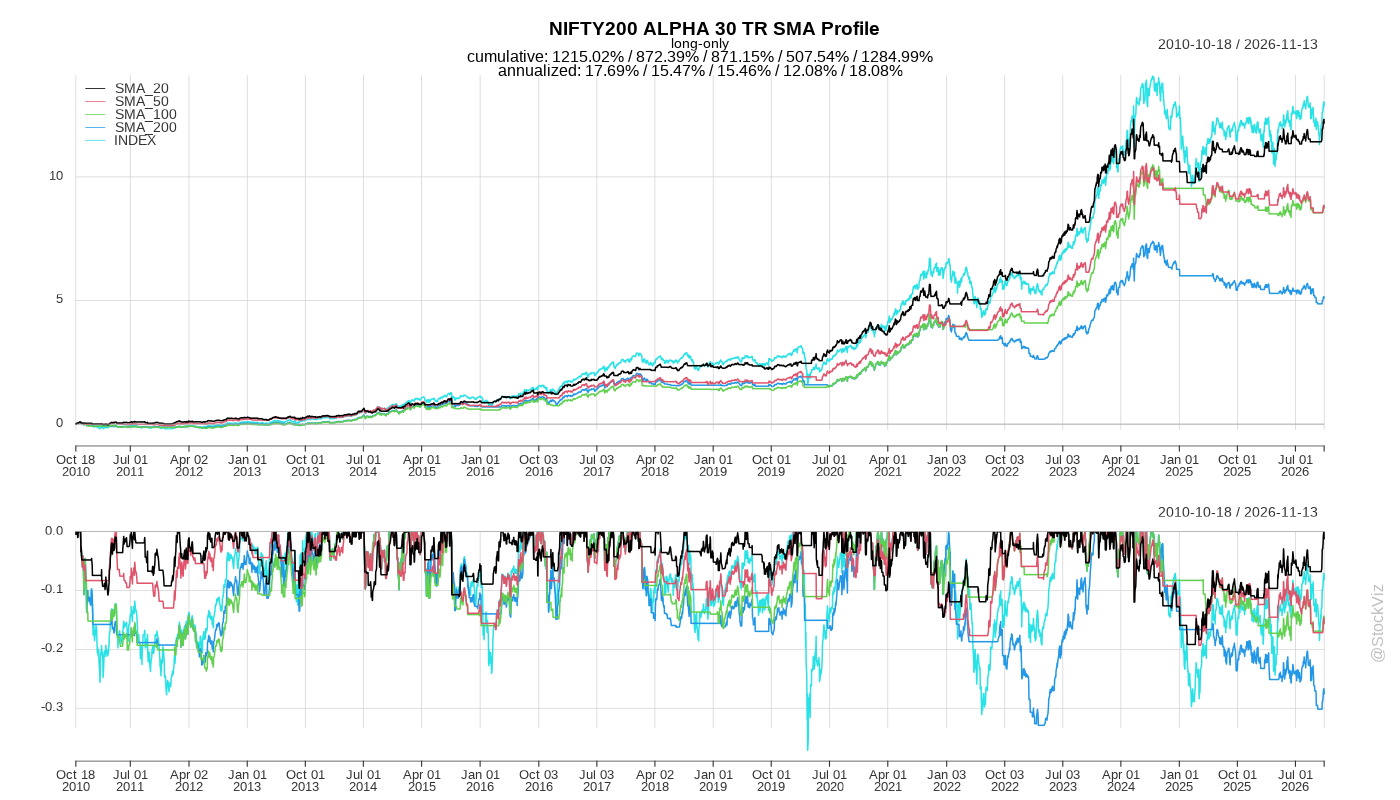 NIFTY200 ALPHA 30 TR SMA Profile
long-only
cumulative: 1215.02% / 872.39% / 871.15% / 507.54% / 1284.99%
annualized: 17.69% / 15.47% / 15.46% / 12.08% / 18.08%
2010-10-18 / 2026-11-13
SMA_20
SMA_50
SMA_100
SMA_200
INDEX
10
5
0
Oct 18 Jul 01 Apr 02 Jan 01 Oct 01 Jul 01 Apr 01 Jan 01 Oct 03 Jul 03 Apr 02 Jan 01 Oct 01 Jul 01 Apr 01 Jan 03 Oct 03 Jul 03 Apr 01 Jan 01 Oct 01 Jul 01
2010 2011 2012 2013 2013 2014 2015 2016 2016 2017 2018 2019 2019 2020 2021 2022 2022 2023 2024 2025 2025 2026
2010-10-18 / 2026-11-13
0.0
-0.1
-0.2
-0.3
Oct 18 Jul 01 Apr 02 Jan 01 Oct 01 Jul 01 Apr 01 Jan 01 Oct 03 Jul 03 Apr 02 Jan 01 Oct 01 Jul 01 Apr 01 Jan 03 Oct 03 Jul 03 Apr 01 Jan 01 Oct 01 Jul 01
2010 2011 2012 2013 2013 2014 2015 2016 2016 2017 2018 2019 2019 2020 2021 2022 2022 2023 2024 2025 2025 2026
@StockViz